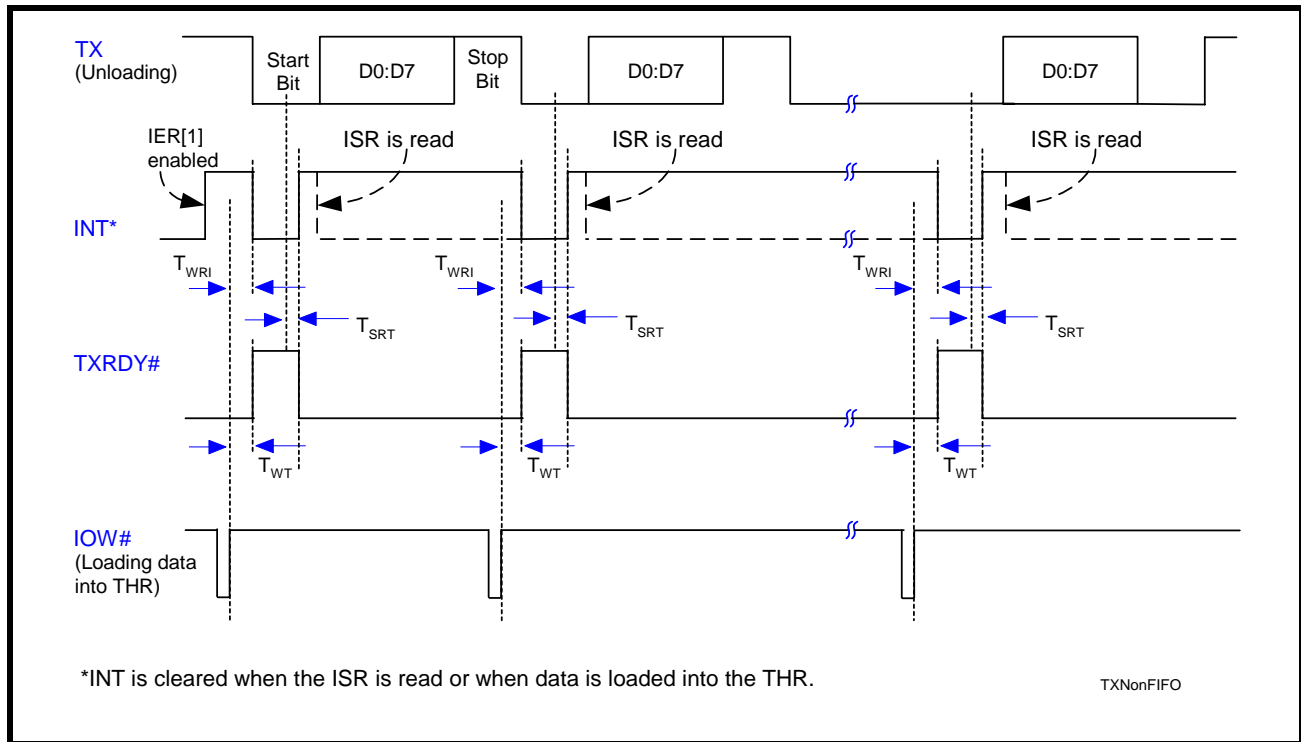 TX
(Unloading)
Start
Bit
D0:D7
Stop
Bit
D0:D7
D0:D7
IER[1]
enabled
ISR is read
ISR is read
ISR is read
INT*
TWRI
TWRI
TWRI
TSRT
TSRT
TSRT
TXRDY#
TWT
TWT
TWT
IOW#
(Loading data
into THR)
*INT is cleared when the ISR is read or when data is loaded into the THR.
TXNonFIFO